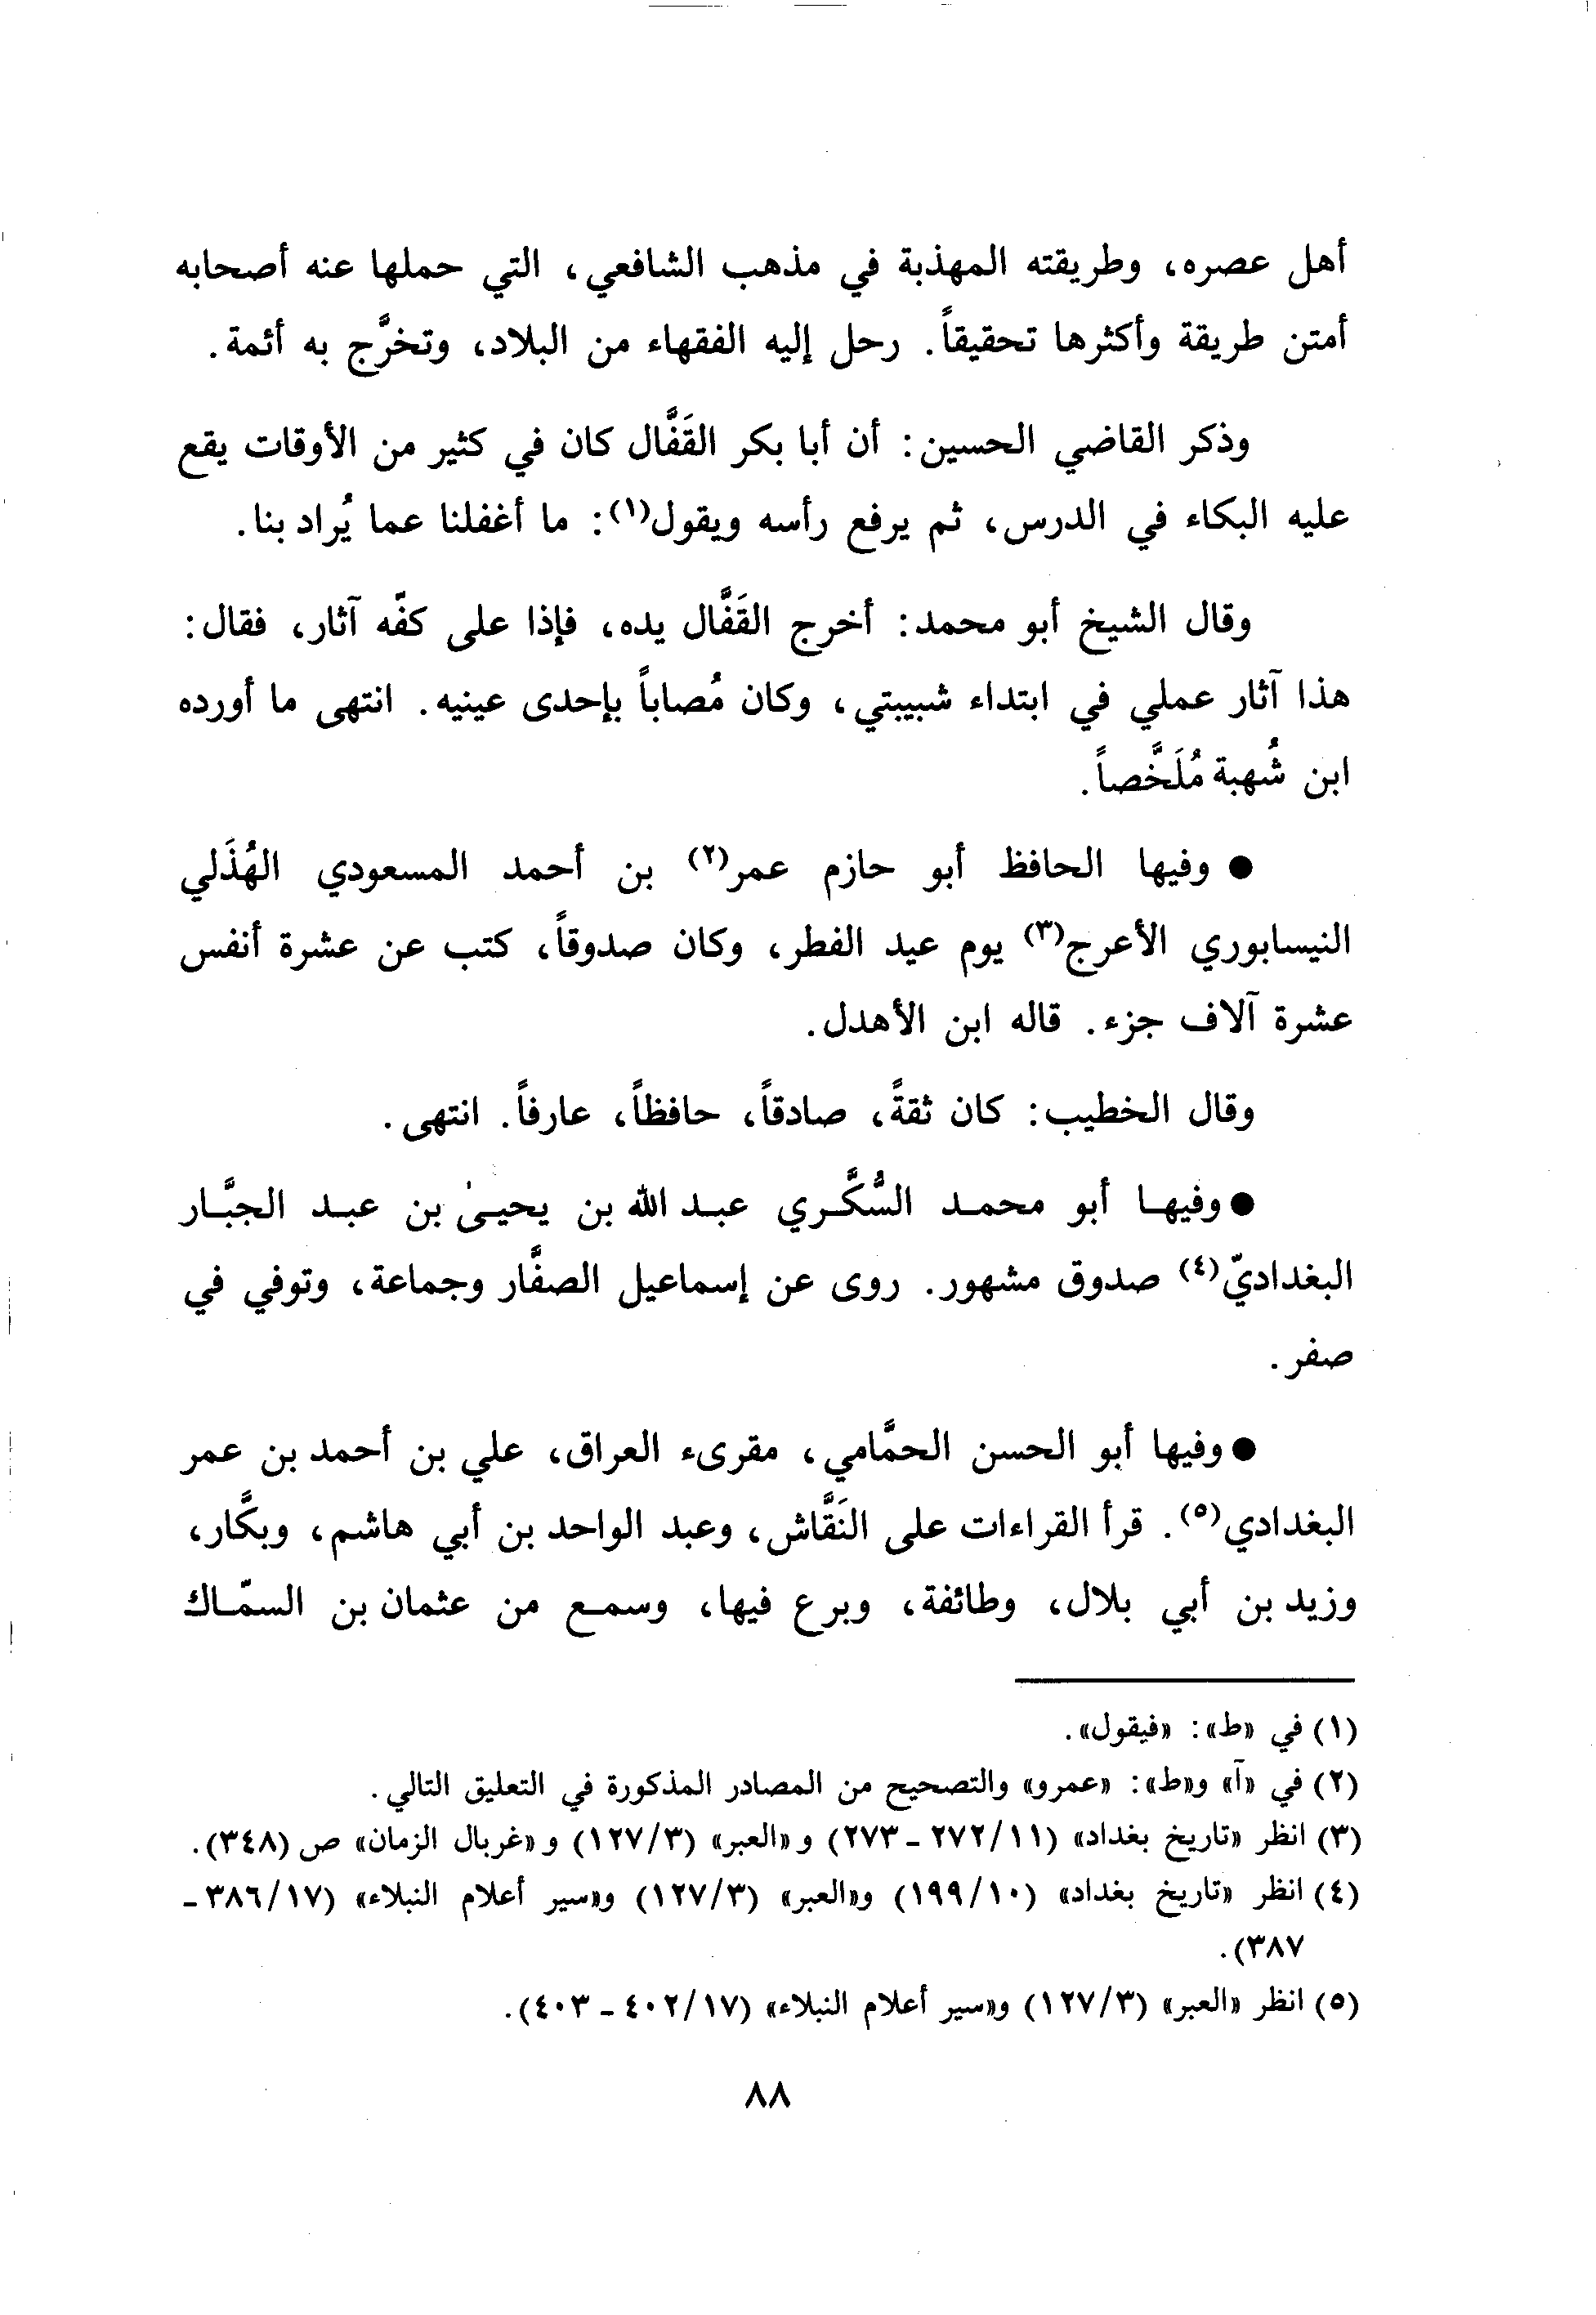 أهل عصره، وطريقته المهذبة في مذهب الشافعي، التي حملها عنه أصحابه
أمتن طريقة وأكثرها تحقيقاً. رحل إليه الفقهاء من البلاد، وتخرَّج به أئمة.
وذكر القاضي الحسين: أن أبا بكر القَفَّال كان في كثير من الأوقات يقع
عليه البكاء في الدرس، ثم يرفع رأسه ويقول(١): ما أغفلنا عما يُراد بنا.
وقال الشيخ أبو محمد: أخرج القَفَّال يده، فإذا على كفّه آثار، فقال:
هذا آثار عملي في ابتداء شبيبتي، وكان مُصاباً بإحدى عينيه. انتهى ما أورده
ابن شُهبة مُلَخَّصاً.
● وفيها الحافظ أبو حازم عمر(٢) بن أحمد المسعودي الهُذَلي
النيسابوري الأعرج(٣) يوم عيد الفطر، وكان صدوقاً، كتب عن عشرة أنفس
عشرة آلاف جزء. قاله ابن الأهدل.
وقال الخطيب: كان ثقةً، صادقاً، حافظاً، عارفاً. انتهى.
● وفيهـا أبو محمـد السُّكَّـري عبـد الله بن يحيـىٰ بن عبـد الجبَّـار
البغداديّ(٤) صدوق مشهور. روى عن إسماعيل الصفَّار وجماعة، وتوفي في
صفر.
● وفيها أبو الحسن الحمَّامي، مقرىء العراق، علي بن أحمد بن عمر
البغدادي(٥). قرأ القراءات على النَقَّاش، وعبد الواحد بن أبي هاشم، وبكَّار،
وزيد بن أبي بلال، وطائفة، وبرع فيها، وسمـع من عثمان بن السمّـاك
(١) في «ط»: «فيقول».
(٢) في «آ» و«ط»: «عمرو» والتصحيح من المصادر المذكورة في التعليق التالي.
(٣) انظر «تاريخ بغداد» (١١/ ٢٧٢ - ٢٧٣) و «العبر» (٣/ ١٢٧) و «غربال الزمان» ص (٣٤٨).
(٤) انظر «تاريخ بغداد» (١٠/ ١٩٩) و«العبر» (٣/ ١٢٧) و«سير أعلام النبلاء» (١٧/ ٣٨٦ -
٣٨٧).
(٥) انظر «العبر» (٣/ ١٢٧) و«سير أعلام النبلاء» (١٧/ ٤٠٢ - ٤٠٣).
٨٨